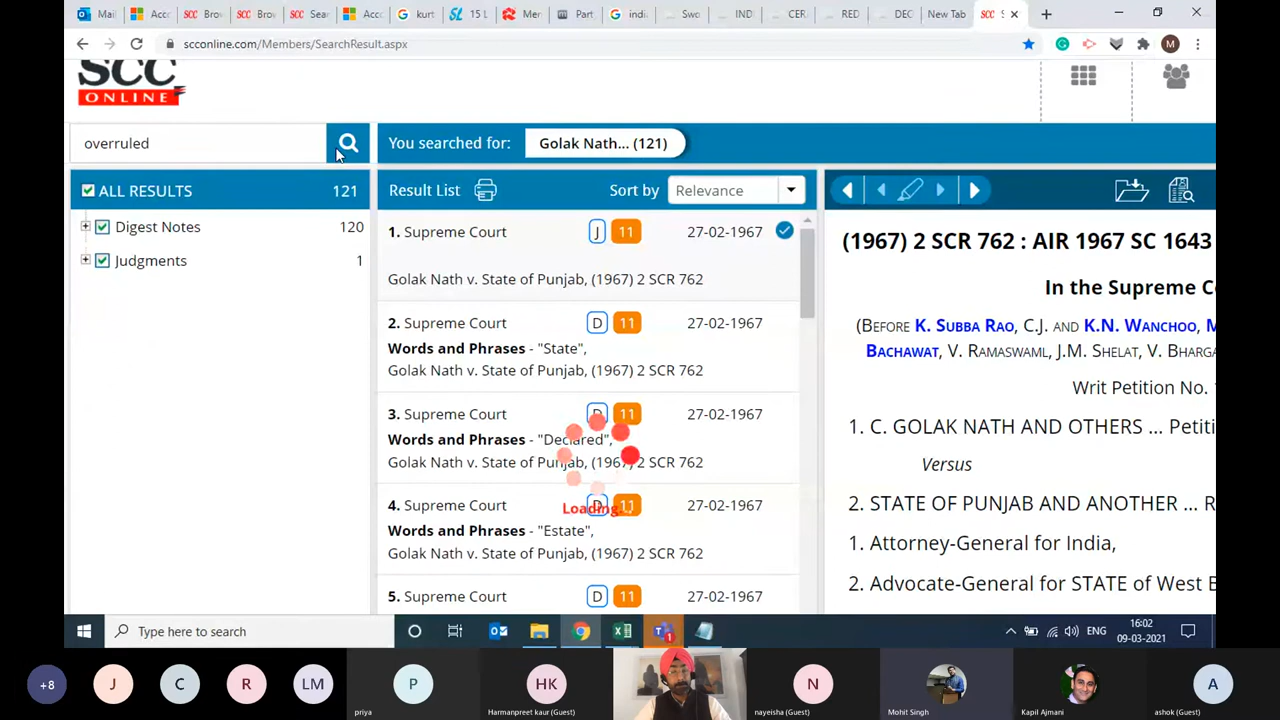 Mail
Acc
Brov
Brov
Sear
Acc
kurt
15 L
Mer
Part
indi
Swo
IND
CER
RED
DEC
New Tab
S
scconline.com/Members/SearchResult.aspx
M
SCC
ONLINE
overruled
You searched for:
Golak Nath... (121)
ALL RESULTS 121
Digest Notes 120
Judgments 1
Result List
Sort by
Relevance
1. Supreme Court J 11 27-02-1967
Golak Nath v. State of Punjab, (1967) 2 SCR 762
2. Supreme Court D 11 27-02-1967
Words and Phrases - "State",
Golak Nath v. State of Punjab, (1967) 2 SCR 762
3. Supreme Court D 11 27-02-1967
Words and Phrases - "Declared",
Golak Nath v. State of Punjab, (1967) 2 SCR 762
4. Supreme Court D 11 27-02-1967
Loading...
Words and Phrases - "Estate",
Golak Nath v. State of Punjab, (1967) 2 SCR 762
5. Supreme Court D 11 27-02-1967
(1967) 2 SCR 762 : AIR 1967 SC 1643
In the Supreme C
(BEFORE K. SUBBA RAO, C.J. AND K.N. WANCHOO, M
BACHAWAT, V. RAMASWAMI, J.M. SHELAT, V. BHARG
Writ Petition No.
1. C. GOLAK NATH AND OTHERS ... Peti
Versus
2. STATE OF PUNJAB AND ANOTHER ... R
1. Attorney-General for India,
2. Advocate-General for STATE of West B
Type here to search
1
ENG
16:02
09-03-2021
+8
J
C
R
LM
P
priya
HK
Harmanpreet kaur (Guest)
N
nayeisha (Guest)
Mohit Singh
Kapil Ajmani
A
ashok (Guest)